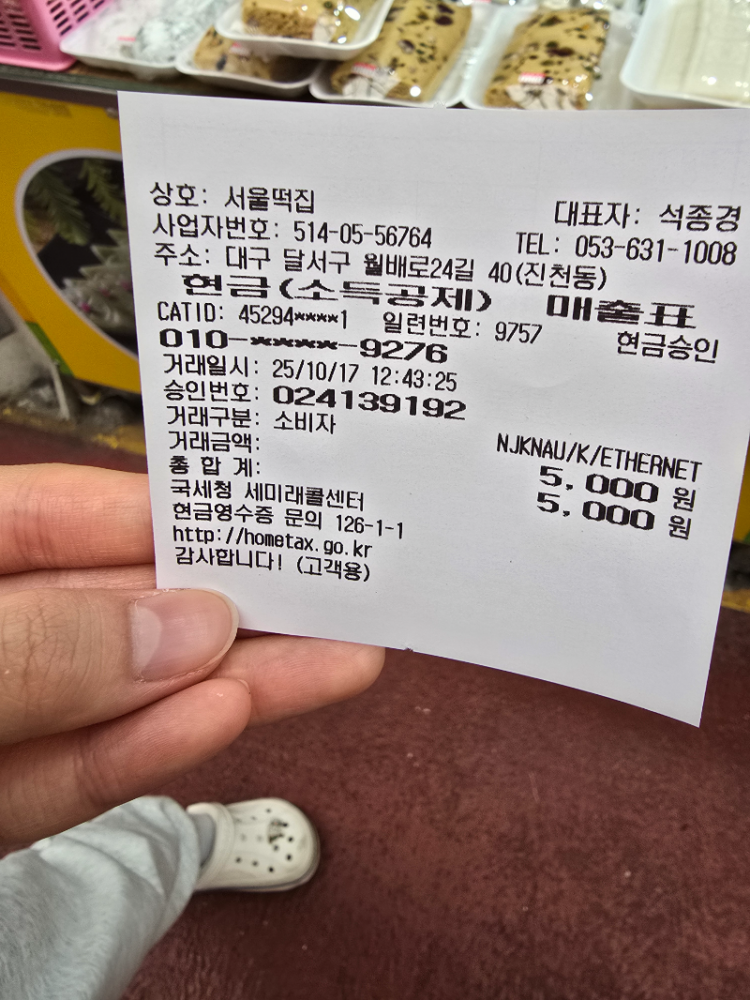 상호: 서울떡집 대표자: 석종경
사업자번호: 514-05-56764 TEL: 053-631-1008
주소: 대구 달서구 월배로24길 40(진천동)
현금(소득공제) 매출표
CATID: 45294****1 일련번호: 9757 현금승인
010-****-9276
거래일시: 25/10/17 12:43:25
승인번호: 024139192
거래구분: 소비자 NJKNAU/K/ETHERNET
거래금액: 5,000 원
총 합 계: 5,000 원
국세청 세미래콜센터
현금영수증 문의 126-1-1
http://hometax.go.kr
감사합니다! (고객용)